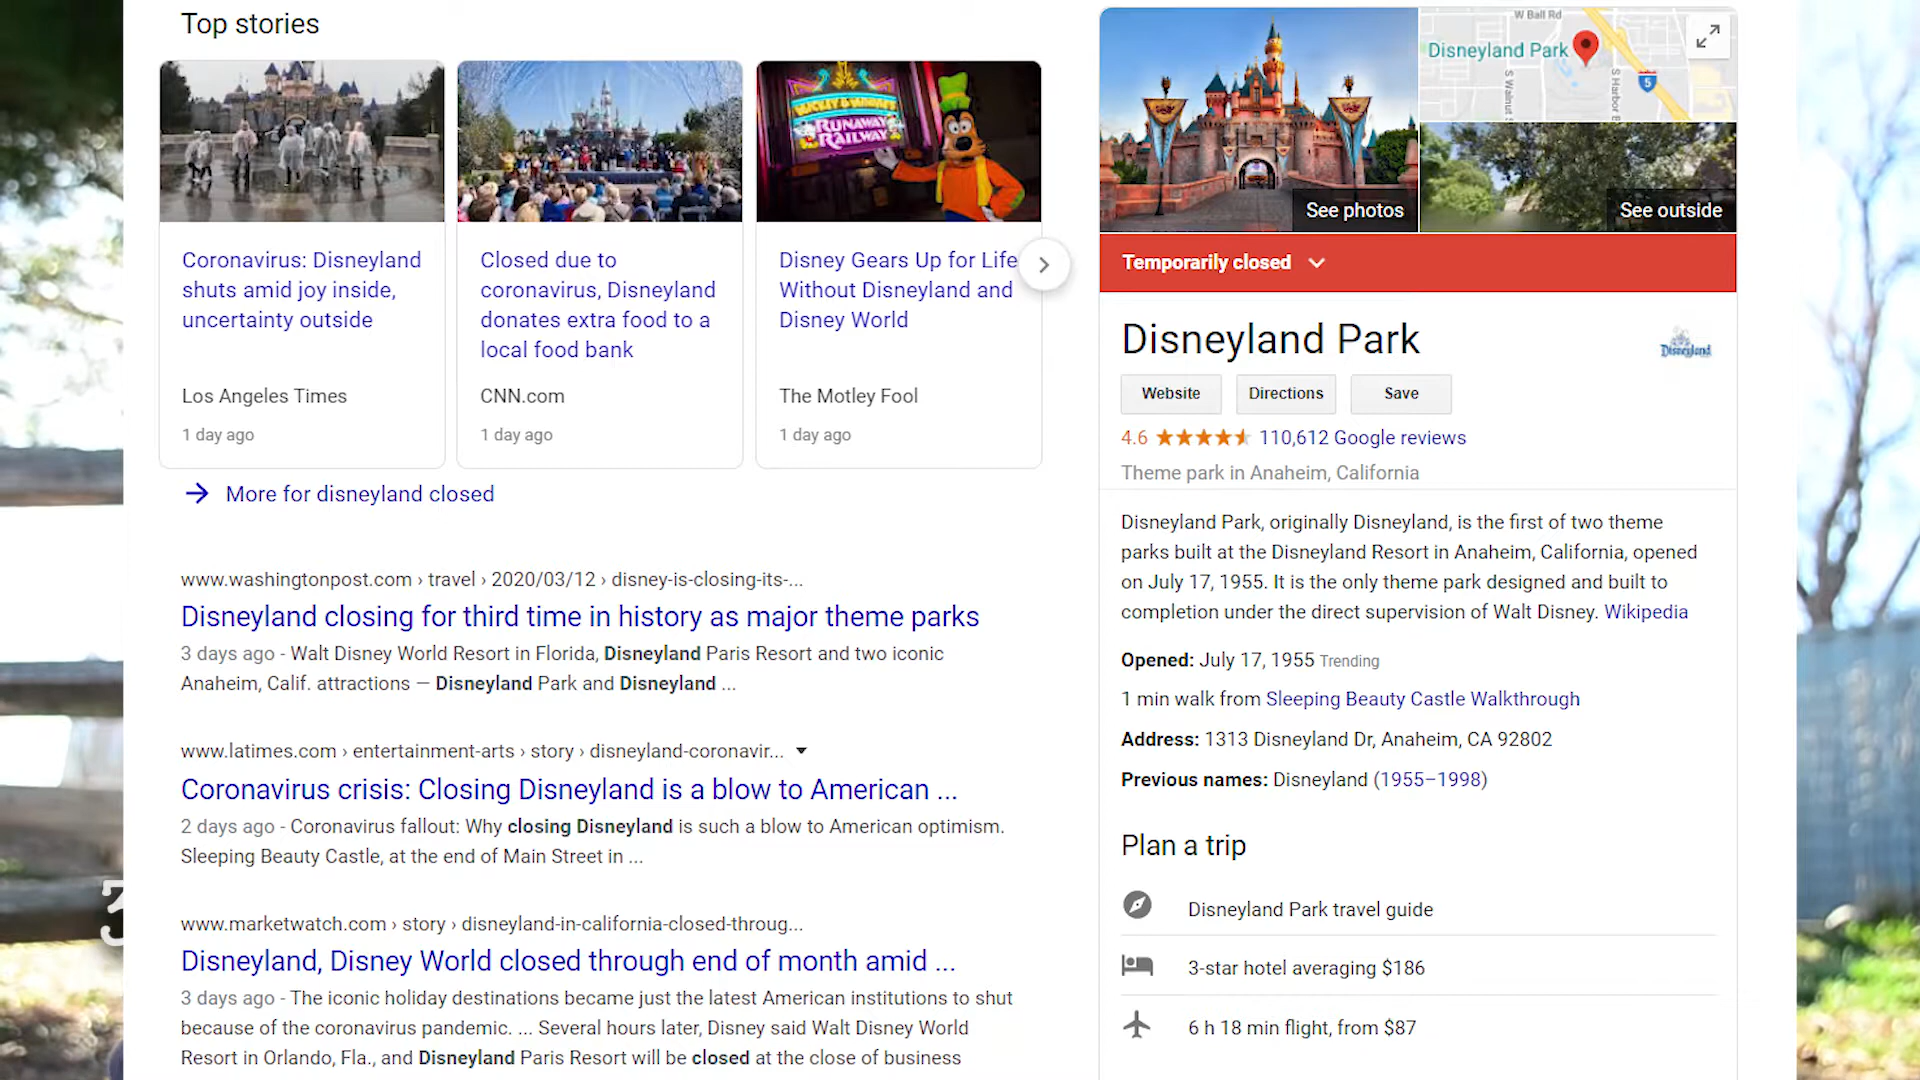 Top stories
W Ball Rd
Disneyland Park
S Walnut S
S Harbor B
5
MICKEY & MINNIE'S
RUNAWAY
RAILWAY
See photos
See outside
Temporarily closed
Coronavirus: Disneyland
shuts amid joy inside,
uncertainty outside
Los Angeles Times
1 day ago
Closed due to
coronavirus, Disneyland
donates extra food to a
local food bank
CNN.com
1 day ago
Disney Gears Up for Life
Without Disneyland and
Disney World
The Motley Fool
1 day ago
More for disneyland closed
www.washingtonpost.com › travel › 2020/03/12 › disney-is-closing-its-...
Disneyland closing for third time in history as major theme parks
3 days ago - Walt Disney World Resort in Florida, Disneyland Paris Resort and two iconic
Anaheim, Calif. attractions — Disneyland Park and Disneyland ...
www.latimes.com › entertainment-arts › story › disneyland-coronavir...
Coronavirus crisis: Closing Disneyland is a blow to American ...
2 days ago - Coronavirus fallout: Why closing Disneyland is such a blow to American optimism.
Sleeping Beauty Castle, at the end of Main Street in ...
www.marketwatch.com › story › disneyland-in-california-closed-throug...
Disneyland, Disney World closed through end of month amid ...
3 days ago - The iconic holiday destinations became just the latest American institutions to shut
because of the coronavirus pandemic. ... Several hours later, Disney said Walt Disney World
Resort in Orlando, Fla., and Disneyland Paris Resort will be closed at the close of business
Disneyland Park
Disneyland
Website
Directions
Save
4.6 110,612 Google reviews
Theme park in Anaheim, California
Disneyland Park, originally Disneyland, is the first of two theme
parks built at the Disneyland Resort in Anaheim, California, opened
on July 17, 1955. It is the only theme park designed and built to
completion under the direct supervision of Walt Disney. Wikipedia
Opened: July 17, 1955 Trending
1 min walk from Sleeping Beauty Castle Walkthrough
Address: 1313 Disneyland Dr, Anaheim, CA 92802
Previous names: Disneyland (1955–1998)
Plan a trip
Disneyland Park travel guide
3-star hotel averaging $186
6 h 18 min flight, from $87
3